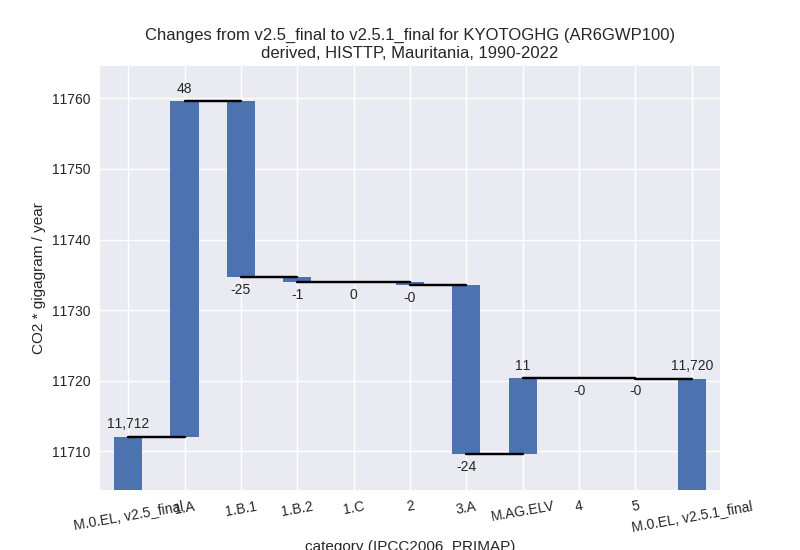 Changes from v2.5_final to v2.5.1_final for KYOTOGHG (AR6GWP100)
derived, HISTTP, Mauritania, 1990-2022
CO2 * gigagram / year
11760
11750
11740
11730
11720
11710
11,712
48
-25
-1
0
-0
-24
11
-0
-0
11,720
M.0.EL, v2.5_final
1.A
1.B.1
1.B.2
1.C
2
3.A
M.AG.ELV
4
5
M.0.EL, v2.5.1_final
category (IPCC2006_PRIMAP)